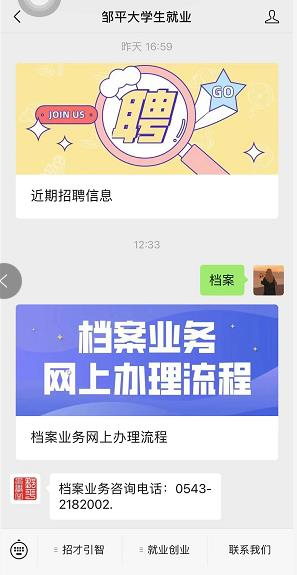 邹平大学生就业
昨天 16:59
JOIN US
聘
GO
近期招聘信息
12:33
档案
档案业务
网上办理流程
档案业务网上办理流程
档案业务咨询电话：0543-
2182002.
招才引智
就业创业
联系我们